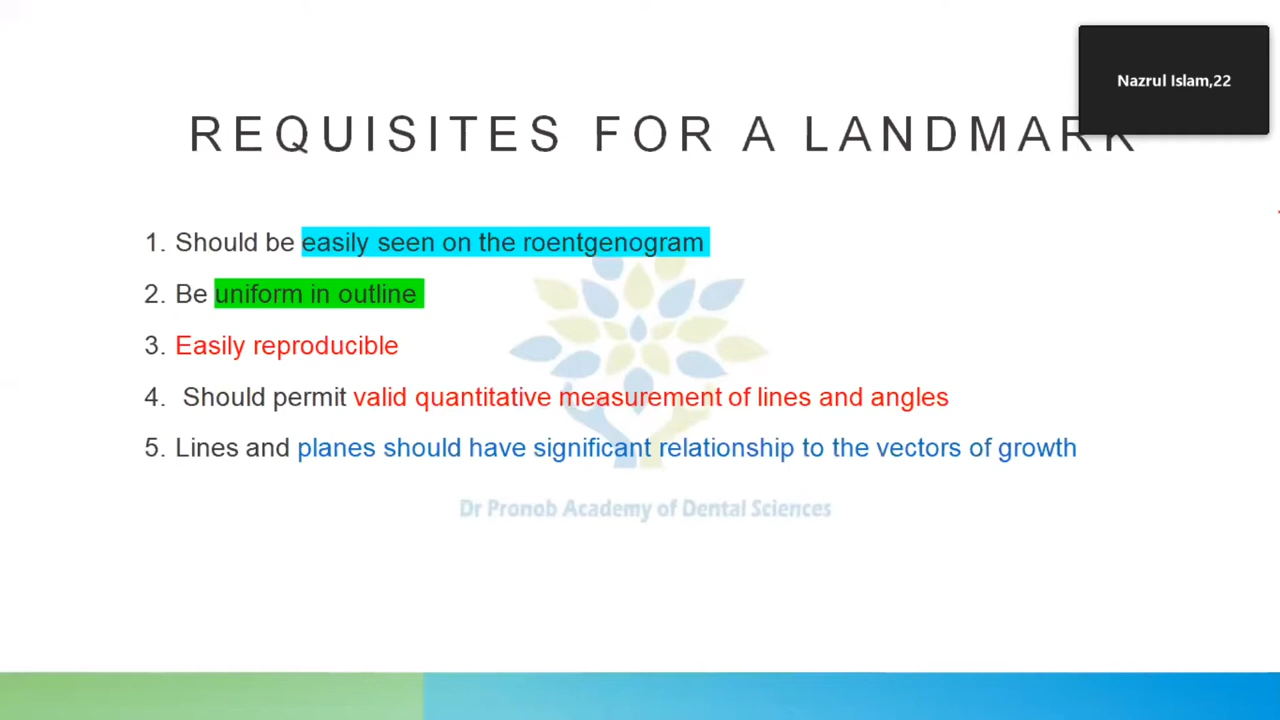 Nazrul Islam,22
REQUISITES FOR A LANDMARK
1. Should be easily seen on the roentgenogram
2. Be uniform in outline
3. Easily reproducible
4. Should permit valid quantitative measurement of lines and angles
5. Lines and planes should have significant relationship to the vectors of growth
Dr Pronob Academy of Dental Sciences